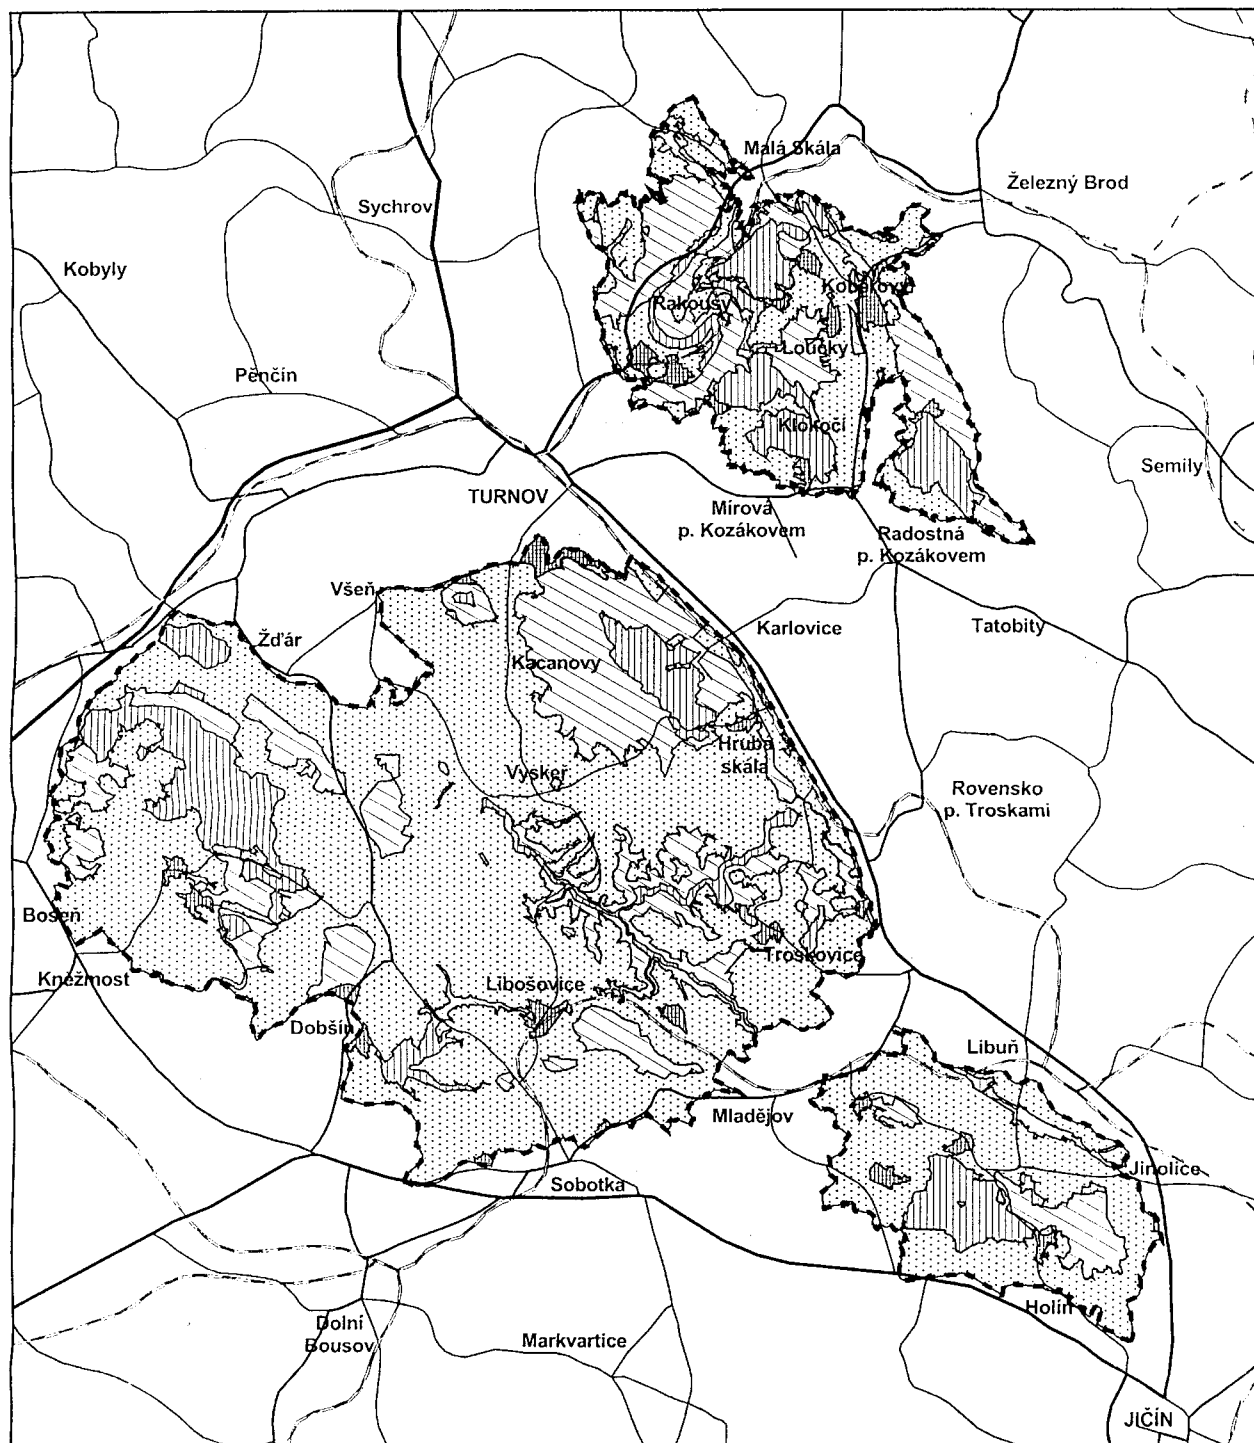 Malá Skála
Železný Brod
Sychrov
Kobyly
Koberovy
Rakousy
Loučky
Pěnčín
Klokočí
Semily
TURNOV
Mírová
p. Kozákovem
Radostná
p. Kozákovem
Všeň
Žďár
Karlovice
Tatobity
Kacanovy
Hrubá
skála
Vyskeř
Rovensko
p. Troskami
Boseň
Troskovice
Kněžmost
Libošovice
Dobšín
Libuň
Mladějov
Jinolice
Sobotka
Holín
Dolní
Bousov
Markvartice
JIČÍN